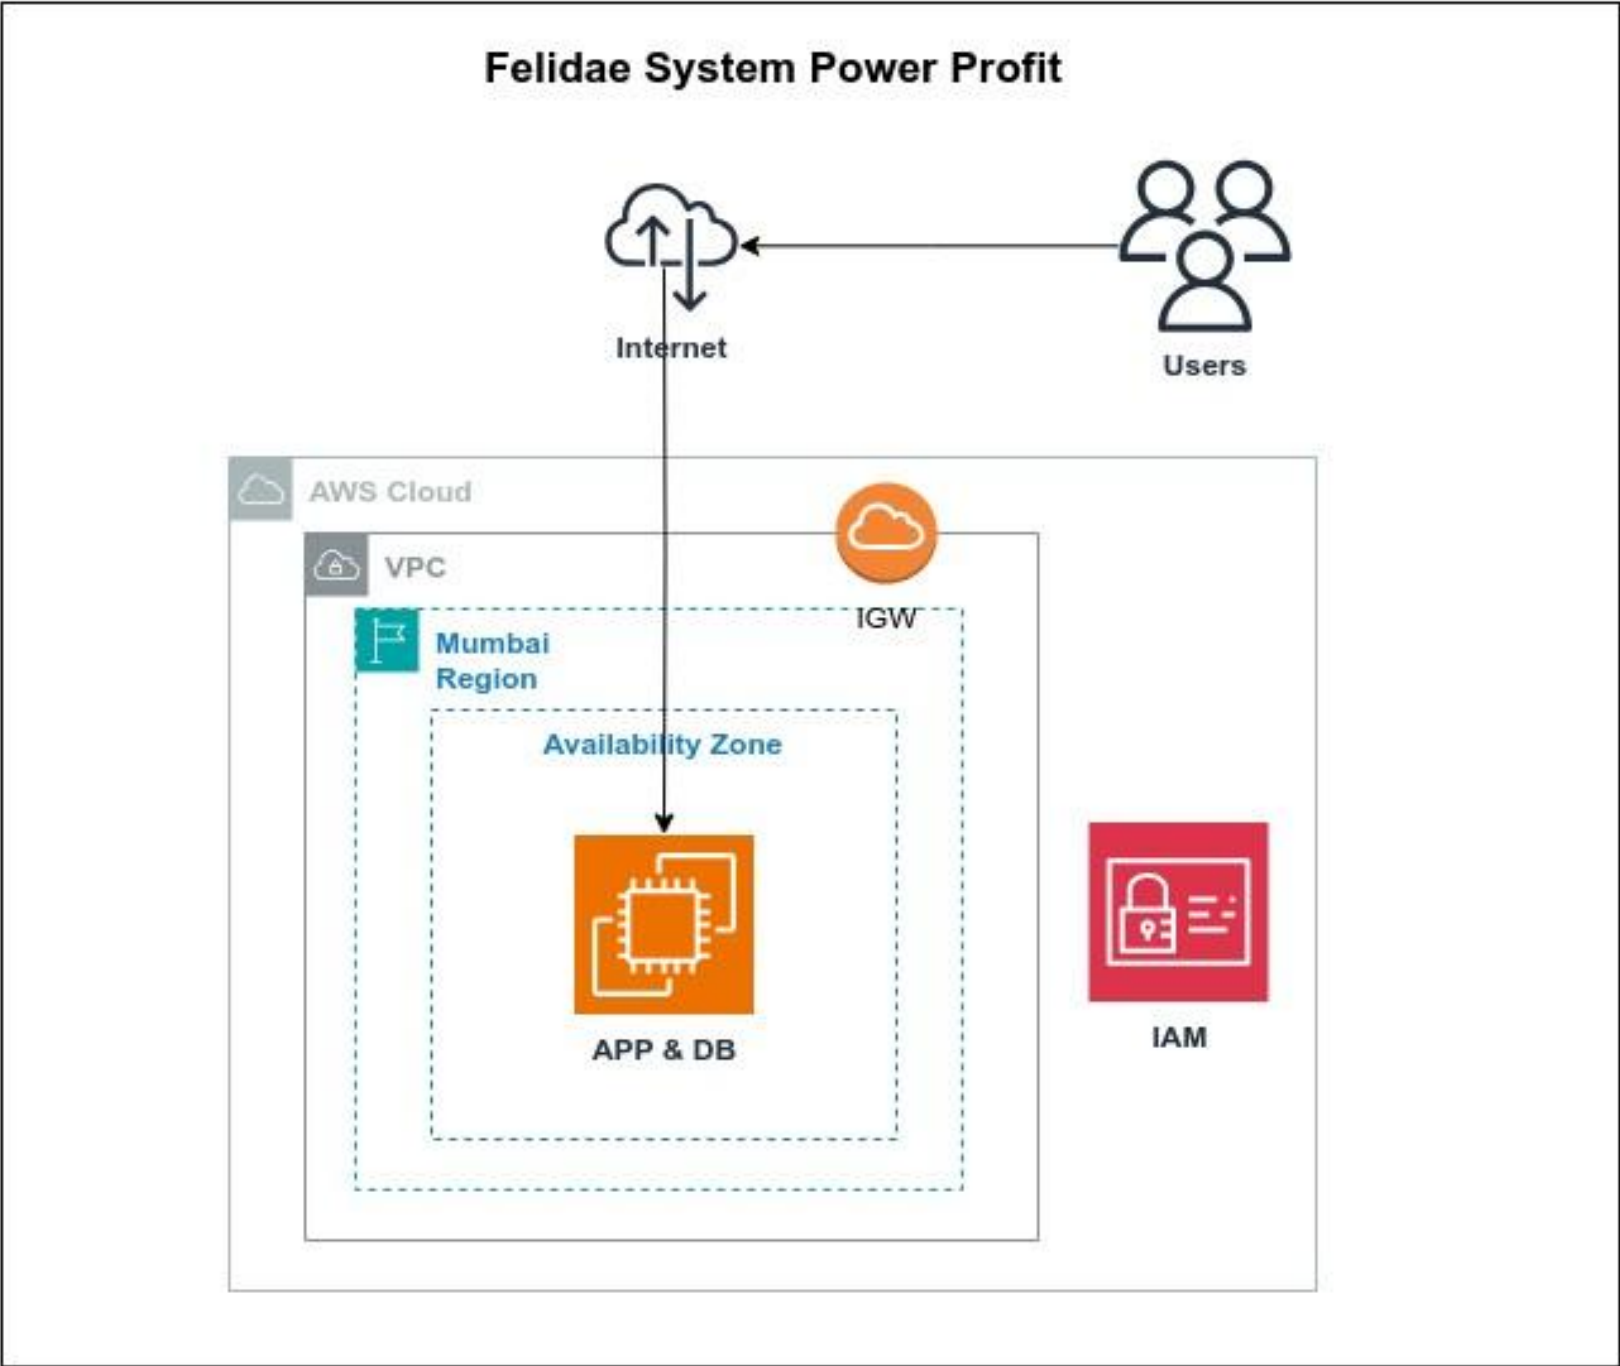 Felidae System Power Profit
Internet
Users
AWS Cloud
VPC
IGW
Mumbai
Region
Availability Zone
APP & DB
IAM